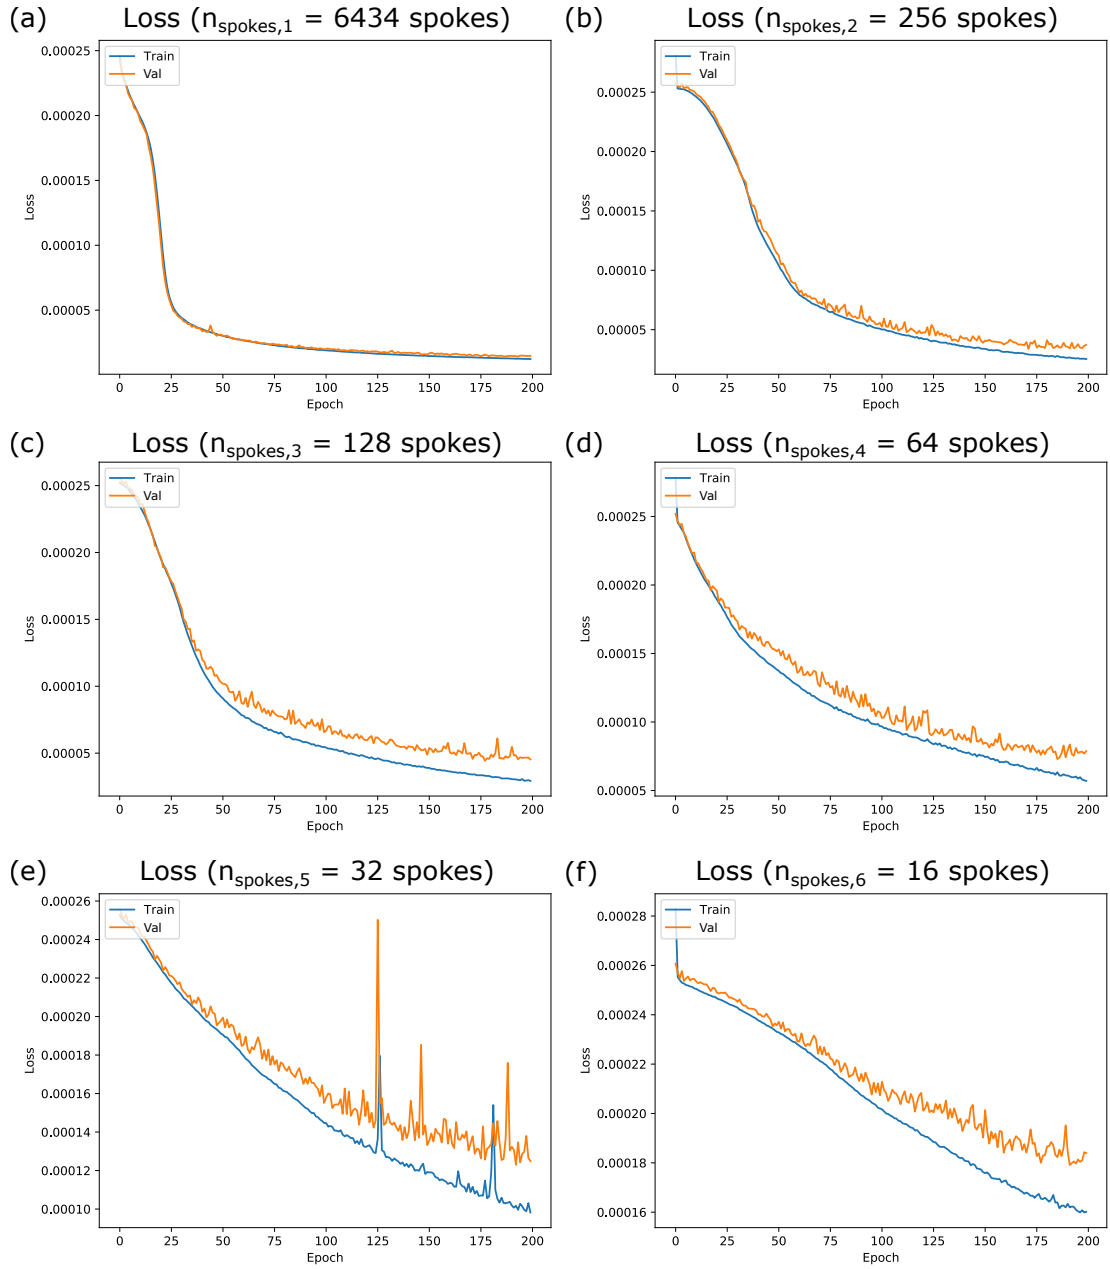 (a) Loss (n_spokes,1 = 6434 spokes)
Train
Val
0.00025
0.00020
0.00015
0.00010
0.00005
Loss
0 25 50 75 100 125 150 175 200
Epoch
(b) Loss (n_spokes,2 = 256 spokes)
Train
Val
0.00025
0.00020
0.00015
0.00010
0.00005
Loss
0 25 50 75 100 125 150 175 200
Epoch
(c) Loss (n_spokes,3 = 128 spokes)
Train
Val
0.00025
0.00020
0.00015
0.00010
0.00005
Loss
0 25 50 75 100 125 150 175 200
Epoch
(d) Loss (n_spokes,4 = 64 spokes)
Train
Val
0.00025
0.00020
0.00015
0.00010
0.00005
Loss
0 25 50 75 100 125 150 175 200
Epoch
(e) Loss (n_spokes,5 = 32 spokes)
Train
Val
0.00026
0.00024
0.00022
0.00020
0.00018
0.00016
0.00014
0.00012
0.00010
Loss
0 25 50 75 100 125 150 175 200
Epoch
(f) Loss (n_spokes,6 = 16 spokes)
Train
Val
0.00028
0.00026
0.00024
0.00022
0.00020
0.00018
0.00016
Loss
0 25 50 75 100 125 150 175 200
Epoch